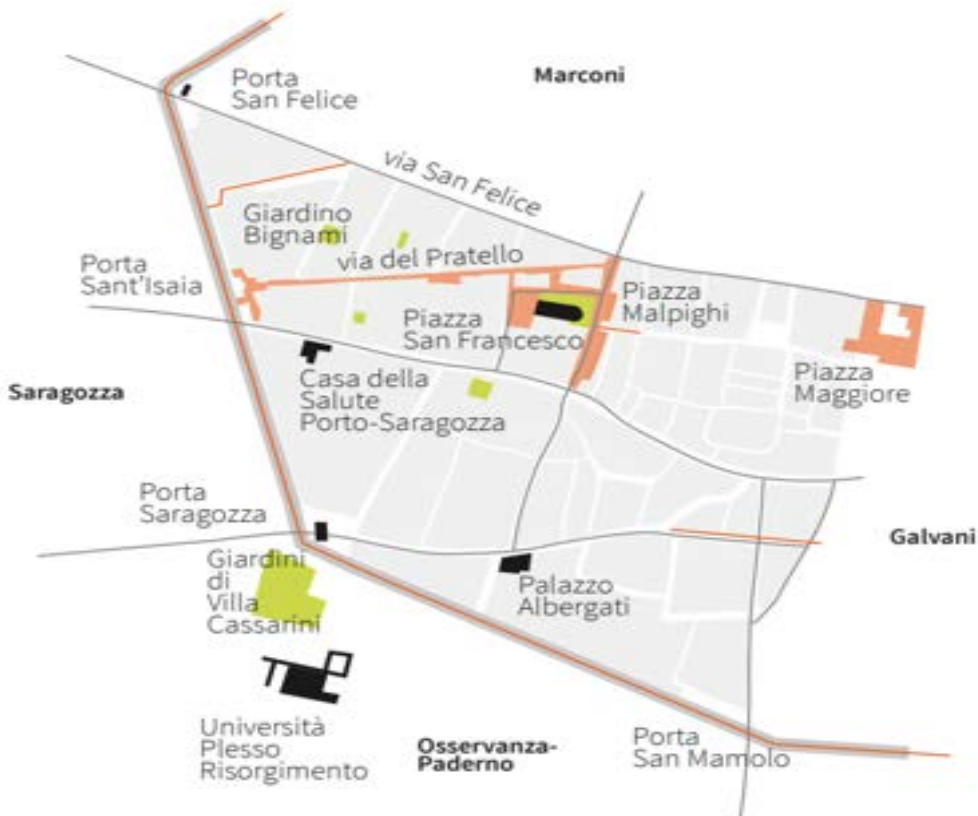 Marconi
Porta
San Felice
via San Felice
Giardino
Bignami
via del Pratello
Porta
Sant'Isaia
Piazza
Malpighi
Piazza
San Francesco
Piazza
Maggiore
Saragozza
Casa della
Salute
Porto-Saragozza
Porta
Saragozza
Galvani
Giardini
di
Villa
Cassarini
Palazzo
Albergati
Università
Plesso
Risorgimento
Osservanza-
Paderno
Porta
San Mamolo